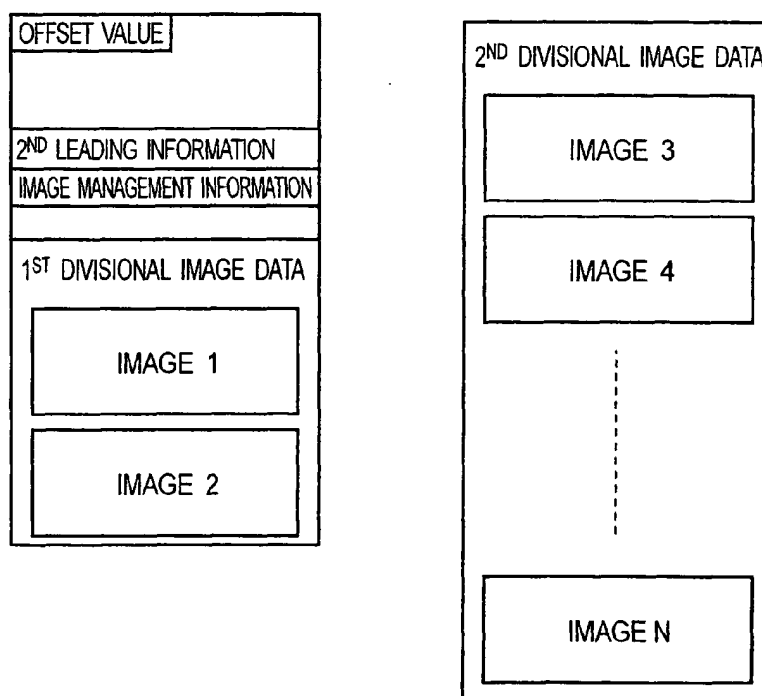 OFFSET VALUE
2ND LEADING INFORMATION
IMAGE MANAGEMENT INFORMATION
1ST DIVISIONAL IMAGE DATA
IMAGE 1
IMAGE 2
2ND DIVISIONAL IMAGE DATA
IMAGE 3
IMAGE 4
IMAGE N